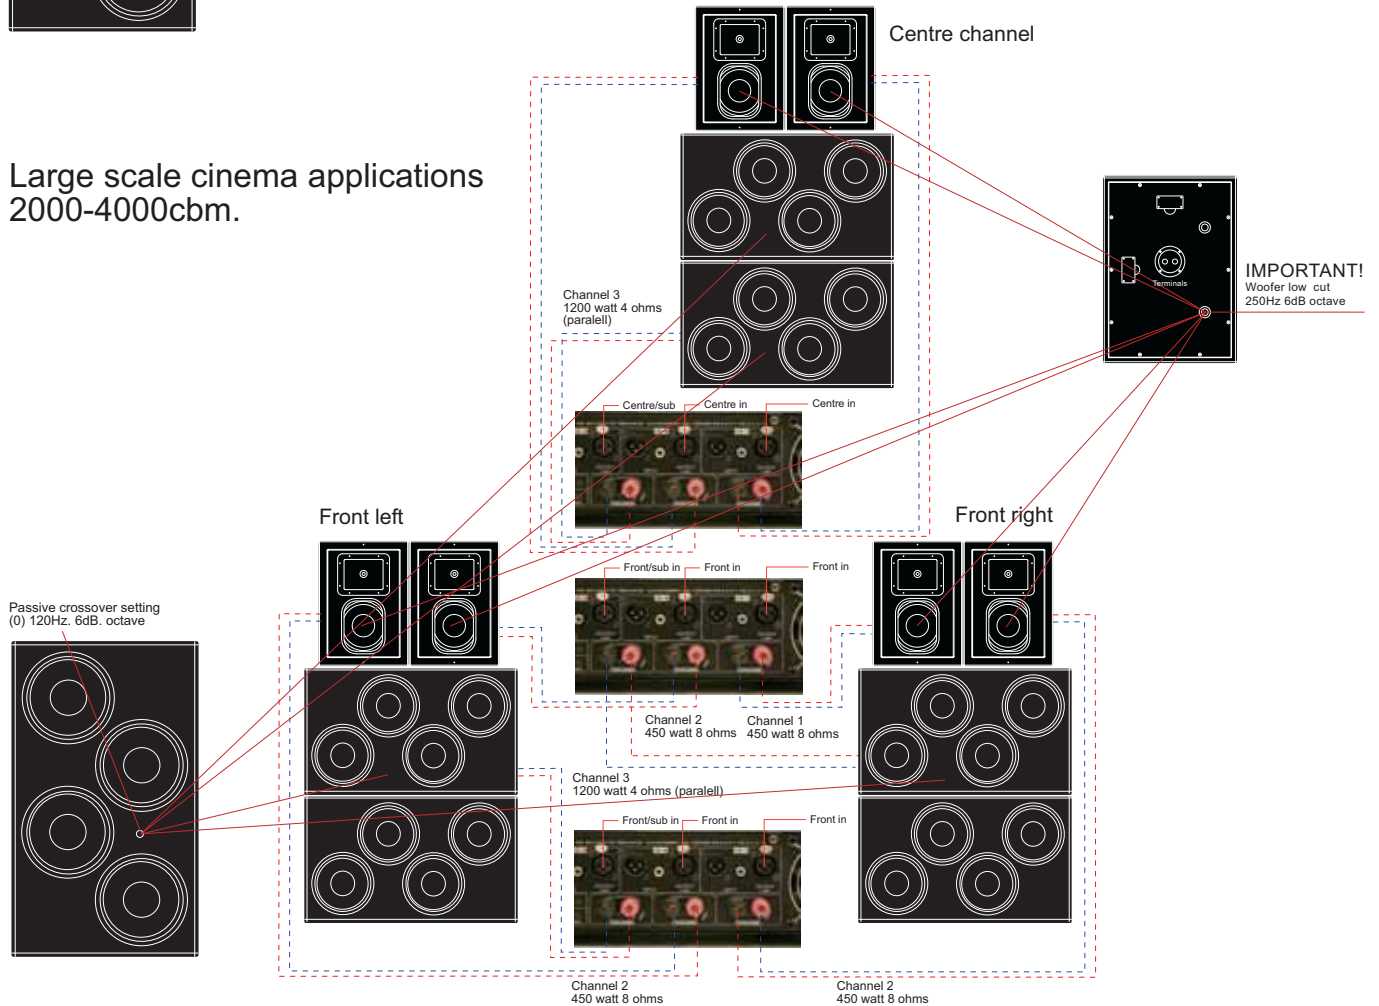 Centre channel
Large scale cinema applications
2000-4000cbm.
Terminals
IMPORTANT!
Woofer low cut
250Hz 6dB octave
Channel 3
1200 watt 4 ohms
(paralell)
Centre/sub
Centre in
Centre in
Front left
Front right
Front/sub in
Front in
Front in
Passive crossover setting
(0) 120Hz. 6dB. octave
Channel 2
450 watt 8 ohms
Channel 1
450 watt 8 ohms
Channel 3
1200 watt 4 ohms (paralell)
Front/sub in
Front in
Front in
Channel 2
450 watt 8 ohms
Channel 2
450 watt 8 ohms